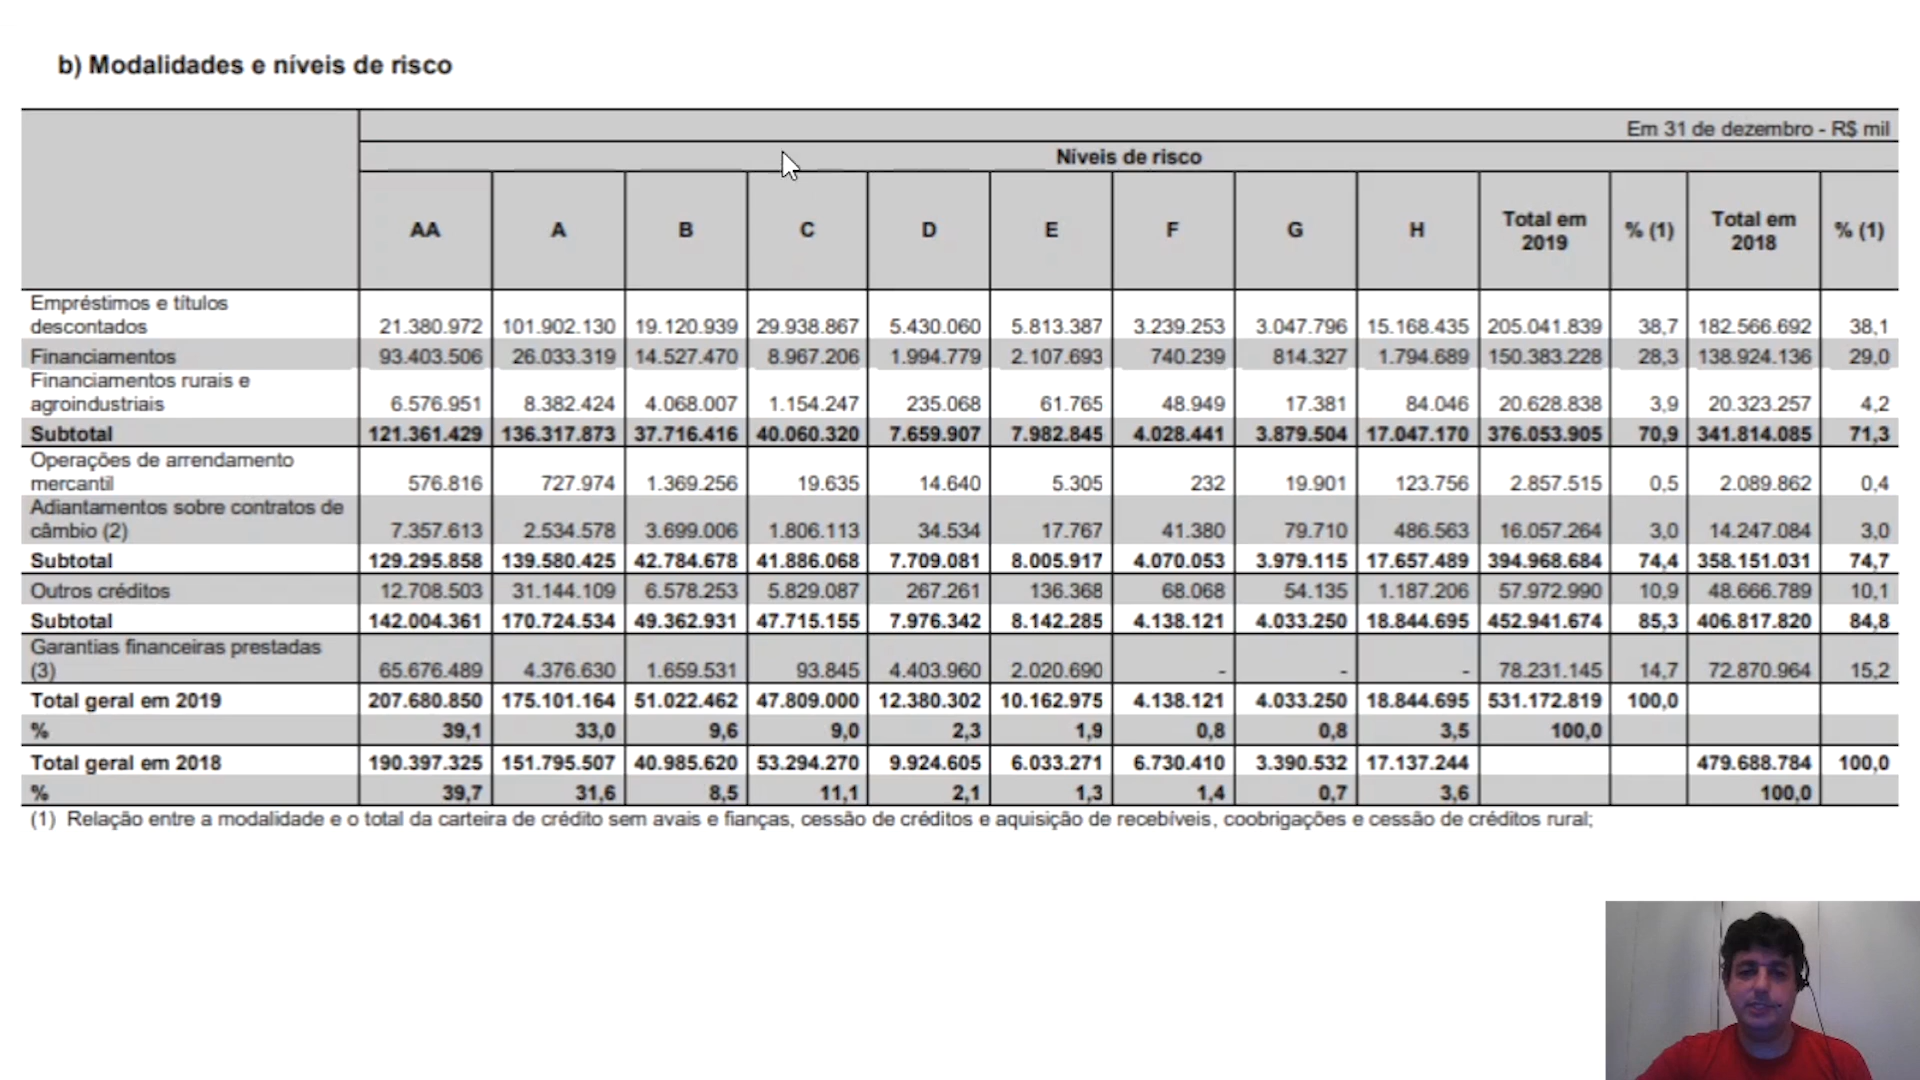 b) Modalidades e níveis de risco
Em 31 de dezembro - R$ mil
Níveis de risco
AA A B C D E F G H Total em 2019 % (1) Total em 2018 % (1)
Empréstimos e títulos
descontados 21.380.972 101.902.130 19.120.939 29.938.867 5.430.060 5.813.387 3.239.253 3.047.796 15.168.435 205.041.839 38,7 182.566.692 38,1
Financiamentos 93.403.506 26.033.319 14.527.470 8.967.206 1.994.779 2.107.693 740.239 814.327 1.794.689 150.383.228 28,3 138.924.136 29,0
Financiamentos rurais e
agroindustriais 6.576.951 8.382.424 4.068.007 1.154.247 235.068 61.765 48.949 17.381 84.046 20.628.838 3,9 20.323.257 4,2
Subtotal 121.361.429 136.317.873 37.716.416 40.060.320 7.659.907 7.982.845 4.028.441 3.879.504 17.047.170 376.053.905 70,9 341.814.085 71,3
Operações de arrendamento
mercantil 576.816 727.974 1.369.256 19.635 14.640 5.305 232 19.901 123.756 2.857.515 0,5 2.089.862 0,4
Adiantamentos sobre contratos de
câmbio (2) 7.357.613 2.534.578 3.699.006 1.806.113 34.534 17.767 41.380 79.710 486.563 16.057.264 3,0 14.247.084 3,0
Subtotal 129.295.858 139.580.425 42.784.678 41.886.068 7.709.081 8.005.917 4.070.053 3.979.115 17.657.489 394.968.684 74,4 358.151.031 74,7
Outros créditos 12.708.503 31.144.109 6.578.253 5.829.087 267.261 136.368 68.068 54.135 1.187.206 57.972.990 10,9 48.666.789 10,1
Subtotal 142.004.361 170.724.534 49.362.931 47.715.155 7.976.342 8.142.285 4.138.121 4.033.250 18.844.695 452.941.674 85,3 406.817.820 84,8
Garantias financeiras prestadas
(3) 65.676.489 4.376.630 1.659.531 93.845 4.403.960 2.020.690 - - - 78.231.145 14,7 72.870.964 15,2
Total geral em 2019 207.680.850 175.101.164 51.022.462 47.809.000 12.380.302 10.162.975 4.138.121 4.033.250 18.844.695 531.172.819 100,0
% 39,1 33,0 9,6 9,0 2,3 1,9 0,8 0,8 3,5 100,0
Total geral em 2018 190.397.325 151.795.507 40.985.620 53.294.270 9.924.605 6.033.271 6.730.410 3.390.532 17.137.244 479.688.784 100,0
% 39,7 31,6 8,5 11,1 2,1 1,3 1,4 0,7 3,6 100,0
(1) Relação entre a modalidade e o total da carteira de crédito sem avais e fianças, cessão de créditos e aquisição de recebíveis, coobrigações e cessão de créditos rural;